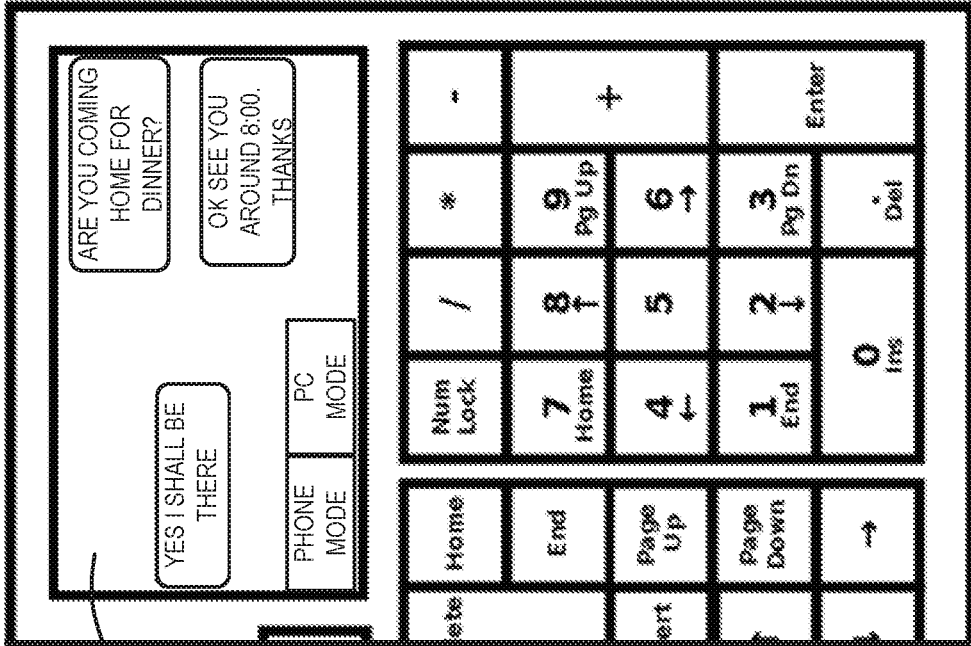 ARE YOU COMING
HOME FOR
DINNER?
YES I SHALL BE
THERE
OK SEE YOU
AROUND 8:00.
THANKS
PHONE
MODE
PC
MODE
ete
Home
Num
Lock
/
*
-
End
7
Home
8
↑
9
Pg Up
+
ert
Page
Up
4
←
5
6
→
Page
Down
1
End
2
↓
3
Pg Dn
Enter
→
0
Ins
.
Del